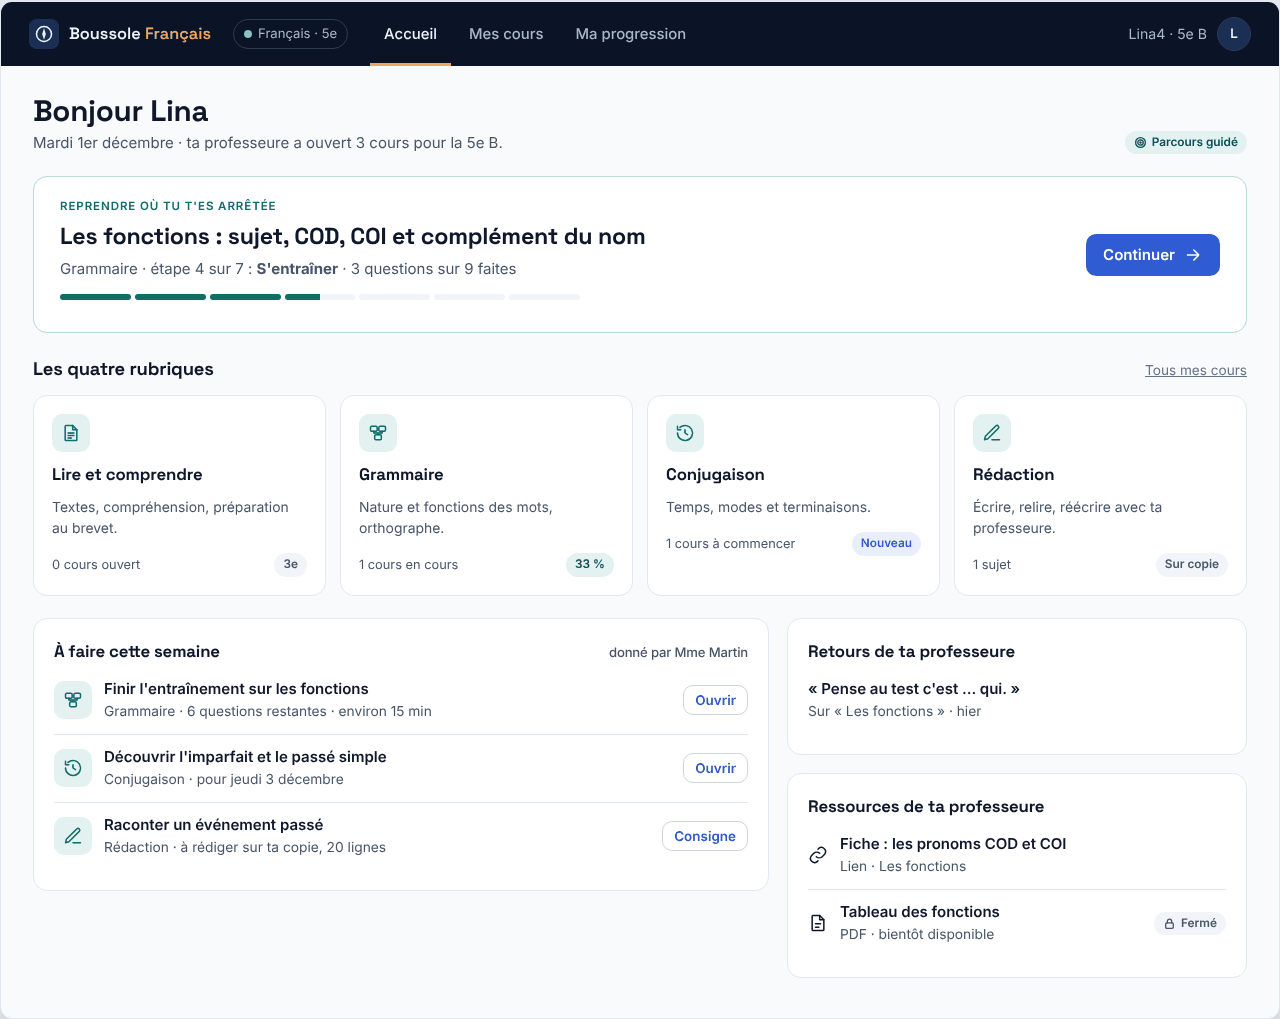 Boussole Français
Français · 5e
Accueil
Mes cours
Ma progression
Lina4 · 5e B
L
Bonjour Lina
Mardi 1er décembre · ta professeure a ouvert 3 cours pour la 5e B.
Parcours guidé
REPRENDRE OÙ TU T'ES ARRÊTÉE
Les fonctions : sujet, COD, COI et complément du nom
Grammaire · étape 4 sur 7 : S'entraîner · 3 questions sur 9 faites
Continuer
Les quatre rubriques
Tous mes cours
Lire et comprendre
Textes, compréhension, préparation
au brevet.
0 cours ouvert
3e
Grammaire
Nature et fonctions des mots,
orthographe.
1 cours en cours
33 %
Conjugaison
Temps, modes et terminaisons.
1 cours à commencer
Nouveau
Rédaction
Écrire, relire, réécrire avec ta
professeure.
1 sujet
Sur copie
À faire cette semaine
donné par Mme Martin
Finir l'entraînement sur les fonctions
Grammaire · 6 questions restantes · environ 15 min
Ouvrir
Découvrir l'imparfait et le passé simple
Conjugaison · pour jeudi 3 décembre
Ouvrir
Raconter un événement passé
Rédaction · à rédiger sur ta copie, 20 lignes
Consigne
Retours de ta professeure
« Pense au test c'est ... qui. »
Sur « Les fonctions » · hier
Ressources de ta professeure
Fiche : les pronoms COD et COI
Lien · Les fonctions
Tableau des fonctions
PDF · bientôt disponible
Fermé